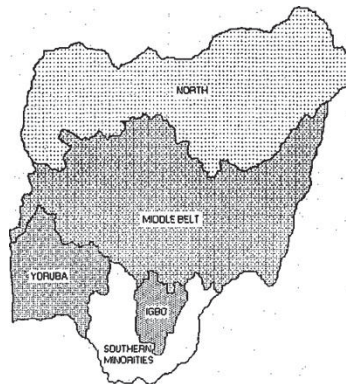 NORTH
MIDDLE BELT
YORUBA
IGBO
SOUTHERN
MINORITIES